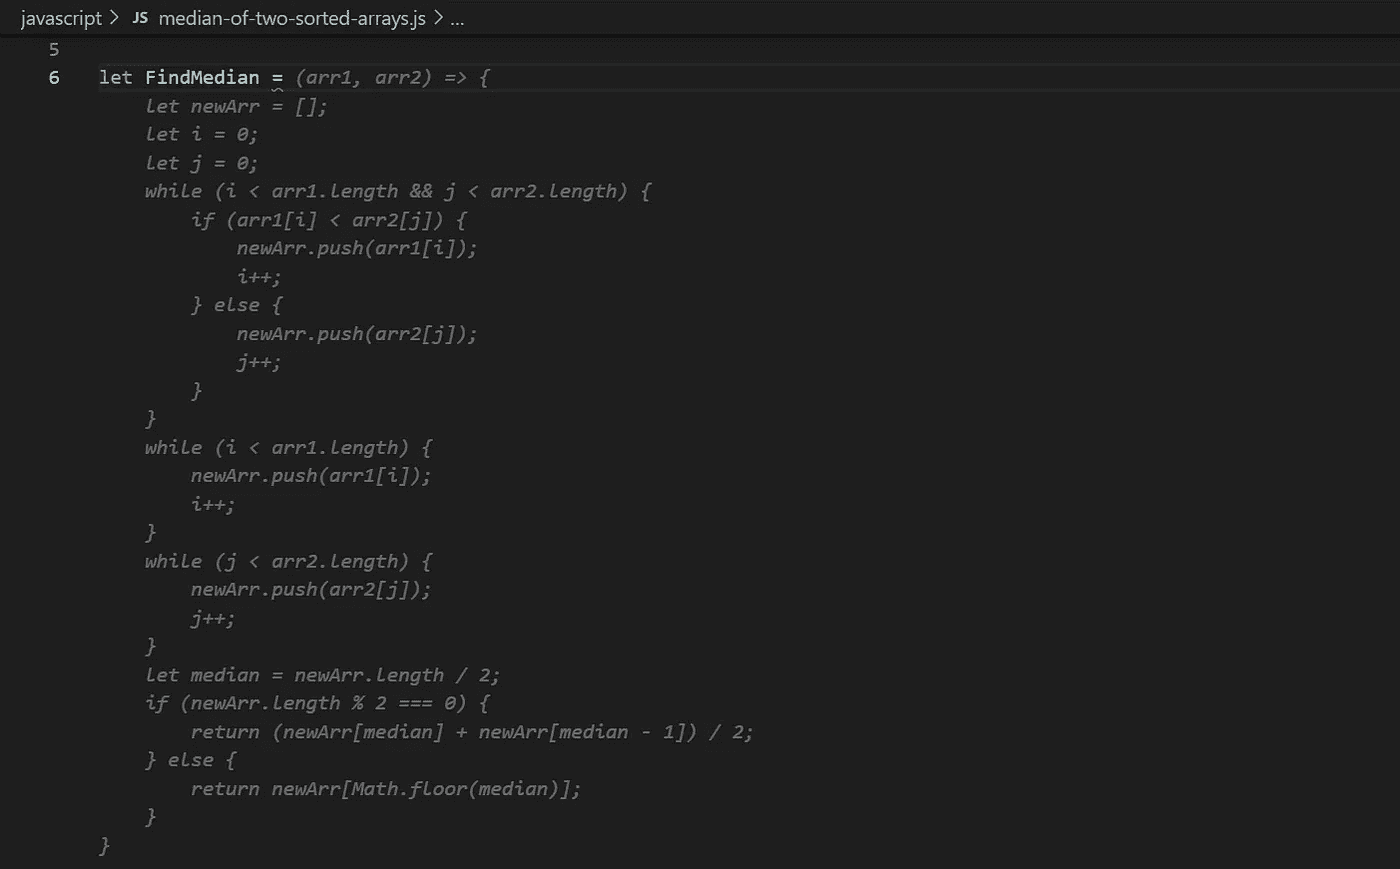 javascript > JS median-of-two-sorted-arrays.js > ...
5
6 let FindMedian = (arr1, arr2) => {
let newArr = [];
let i = 0;
let j = 0;
while (i < arr1.length && j < arr2.length) {
if (arr1[i] < arr2[j]) {
newArr.push(arr1[i]);
i++;
} else {
newArr.push(arr2[j]);
j++;
}
}
while (i < arr1.length) {
newArr.push(arr1[i]);
i++;
}
while (j < arr2.length) {
newArr.push(arr2[j]);
j++;
}
let median = newArr.length / 2;
if (newArr.length % 2 === 0) {
return (newArr[median] + newArr[median - 1]) / 2;
} else {
return newArr[Math.floor(median)];
}
}